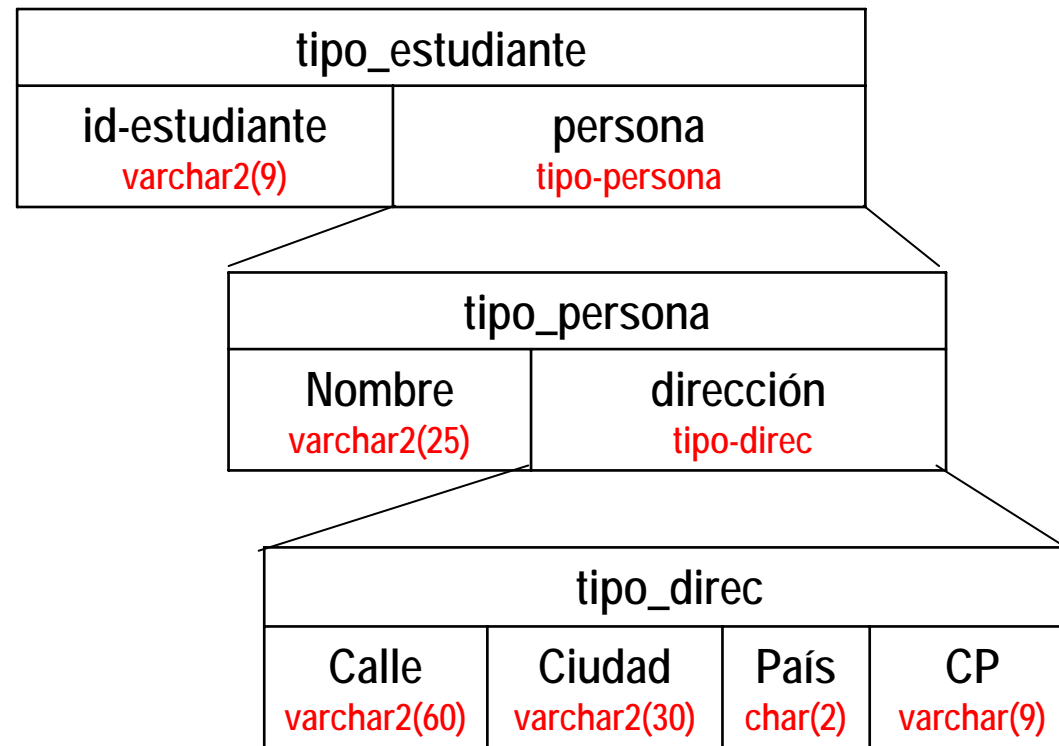 tipo_estudiante
id-estudiante persona
varchar2(9) tipo-persona
tipo_persona
Nombre dirección
varchar2(25) tipo-direc
tipo_direc
Calle Ciudad País CP
varchar2(60) varchar2(30) char(2) varchar(9)